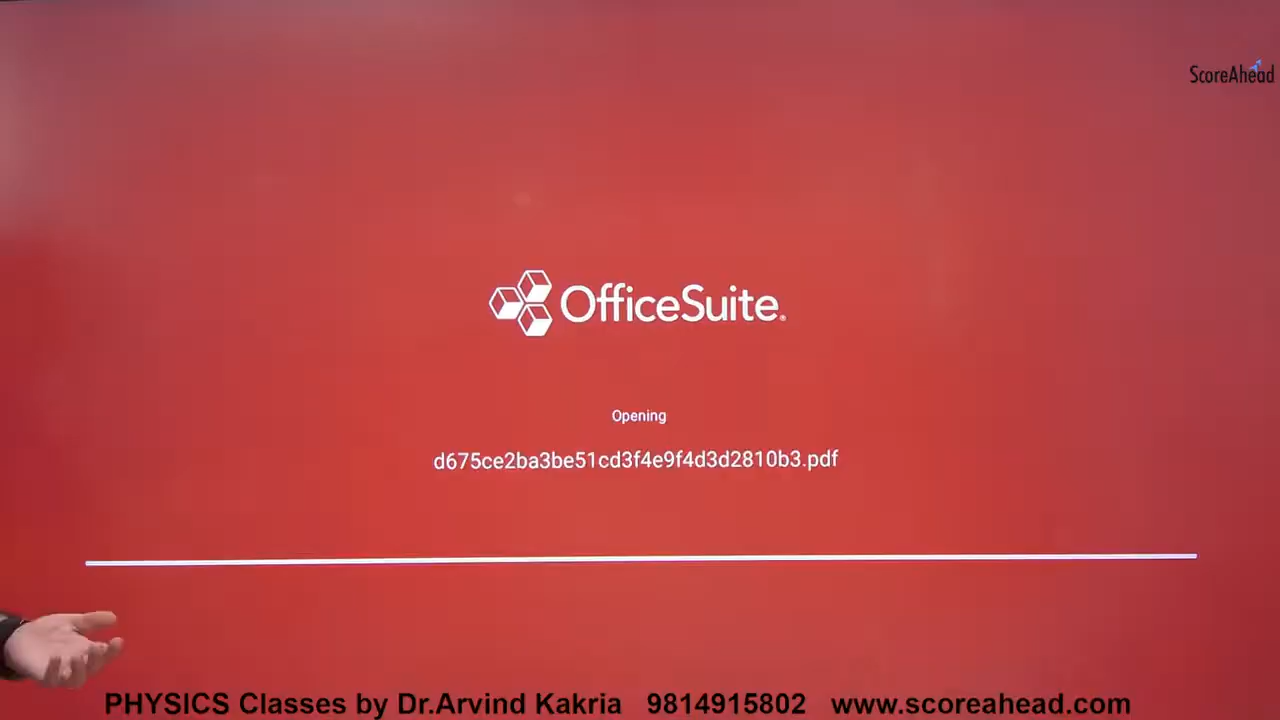 ScoreAhead
OfficeSuite®
Opening
d675ce2ba3be51cd3f4e9f4d3d2810b3.pdf
PHYSICS Classes by Dr.Arvind Kakria 9814915802 www.scoreahead.com